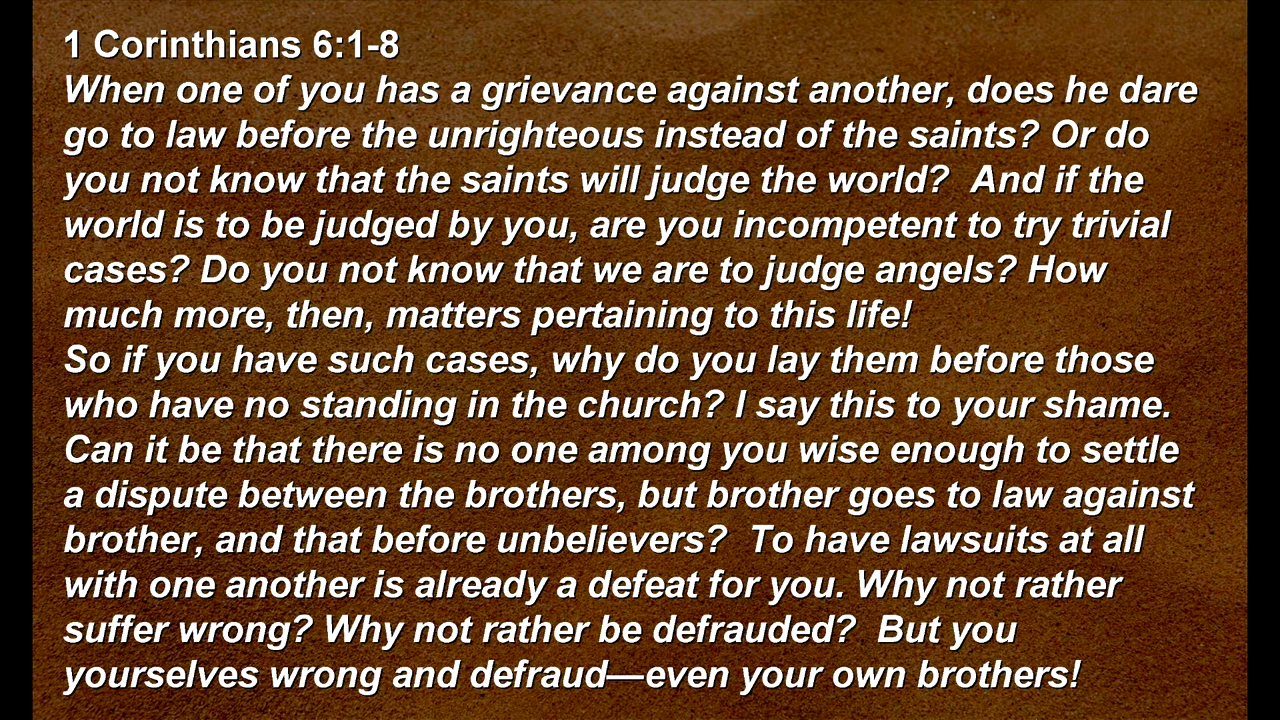 1 Corinthians 6:1-8
When one of you has a grievance against another, does he dare
go to law before the unrighteous instead of the saints? Or do
you not know that the saints will judge the world?  And if the
world is to be judged by you, are you incompetent to try trivial
cases? Do you not know that we are to judge angels? How
much more, then, matters pertaining to this life!
So if you have such cases, why do you lay them before those
who have no standing in the church? I say this to your shame.
Can it be that there is no one among you wise enough to settle
a dispute between the brothers, but brother goes to law against
brother, and that before unbelievers?  To have lawsuits at all
with one another is already a defeat for you. Why not rather
suffer wrong? Why not rather be defrauded?  But you
yourselves wrong and defraud—even your own brothers!